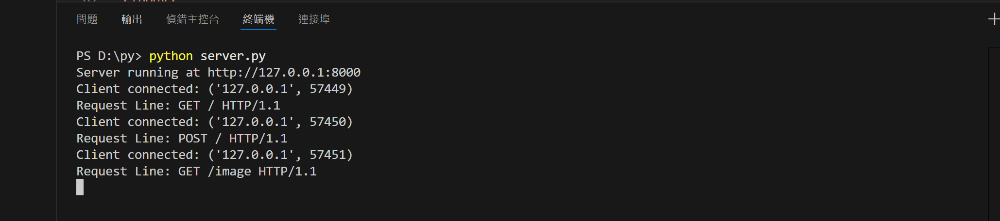 問題 輸出 偵錯主控台 終端機 連接埠
PS D:\py> python server.py
Server running at http://127.0.0.1:8000
Client connected: ('127.0.0.1', 57449)
Request Line: GET / HTTP/1.1
Client connected: ('127.0.0.1', 57450)
Request Line: POST / HTTP/1.1
Client connected: ('127.0.0.1', 57451)
Request Line: GET /image HTTP/1.1